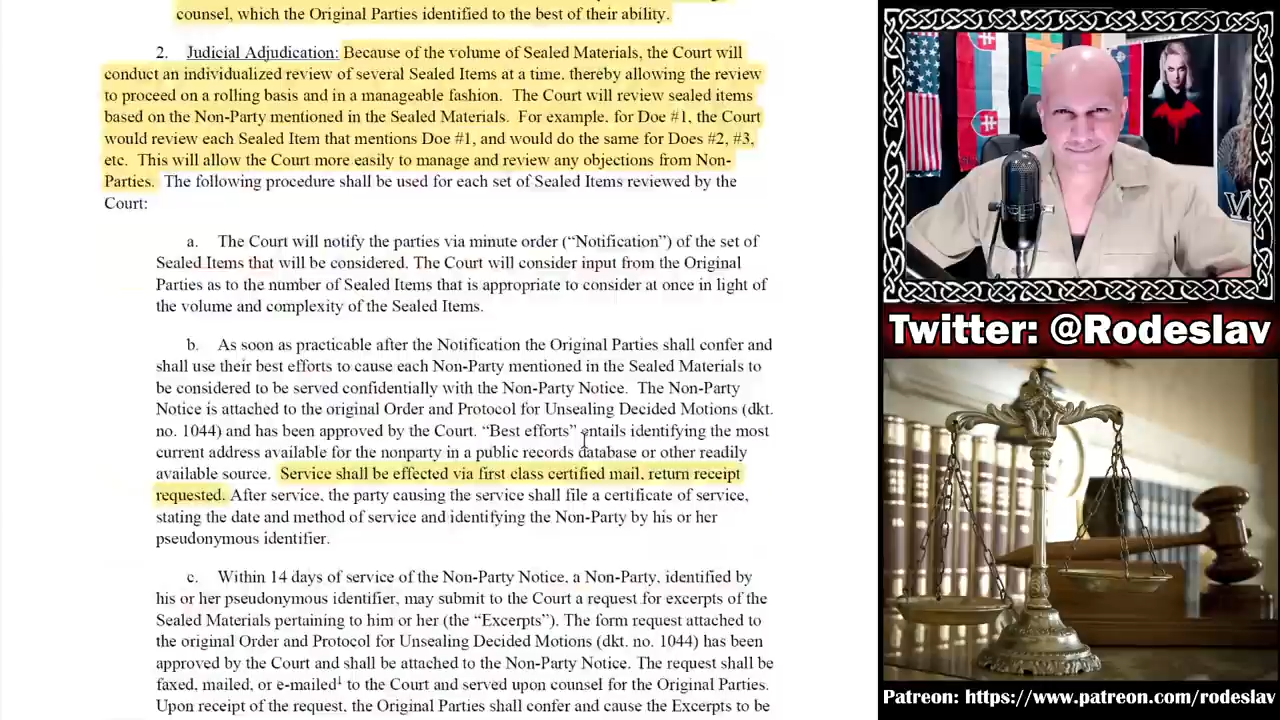 counsel, which the Original Parties identified to the best of their ability.
2. Judicial Adjudication: Because of the volume of Sealed Materials, the Court will
conduct an individualized review of several Sealed Items at a time, thereby allowing the review
to proceed on a rolling basis and in a manageable fashion. The Court will review sealed items
based on the Non-Party mentioned in the Sealed Materials. For example, for Doe #1, the Court
would review each Sealed Item that mentions Doe #1, and would do the same for Does #2, #3,
etc. This will allow the Court more easily to manage and review any objections from Non-
Parties. The following procedure shall be used for each set of Sealed Items reviewed by the
Court:
a. The Court will notify the parties via minute order (“Notification”) of the set of
Sealed Items that will be considered. The Court will consider input from the Original
Parties as to the number of Sealed Items that is appropriate to consider at once in light of
the volume and complexity of the Sealed Items.
b. As soon as practicable after the Notification the Original Parties shall confer and
shall use their best efforts to cause each Non-Party mentioned in the Sealed Materials to
be considered to be served confidentially with the Non-Party Notice. The Non-Party
Notice is attached to the original Order and Protocol for Unsealing Decided Motions (dkt.
no. 1044) and has been approved by the Court. “Best efforts” entails identifying the most
current address available for the nonparty in a public records database or other readily
available source. Service shall be effected via first class certified mail, return receipt
requested. After service, the party causing the service shall file a certificate of service,
stating the date and method of service and identifying the Non-Party by his or her
pseudonymous identifier.
c. Within 14 days of service of the Non-Party Notice, a Non-Party, identified by
his or her pseudonymous identifier, may submit to the Court a request for excerpts of the
Sealed Materials pertaining to him or her (the “Excerpts”). The form request attached to
the original Order and Protocol for Unsealing Decided Motions (dkt. no. 1044) has been
approved by the Court and shall be attached to the Non-Party Notice. The request shall be
faxed, mailed, or e-mailed¹ to the Court and served upon counsel for the Original Parties.
Upon receipt of the request, the Original Parties shall confer and cause the Excerpts to be
Twitter: @Rodeslav
Patreon: https://www.patreon.com/rodeslav